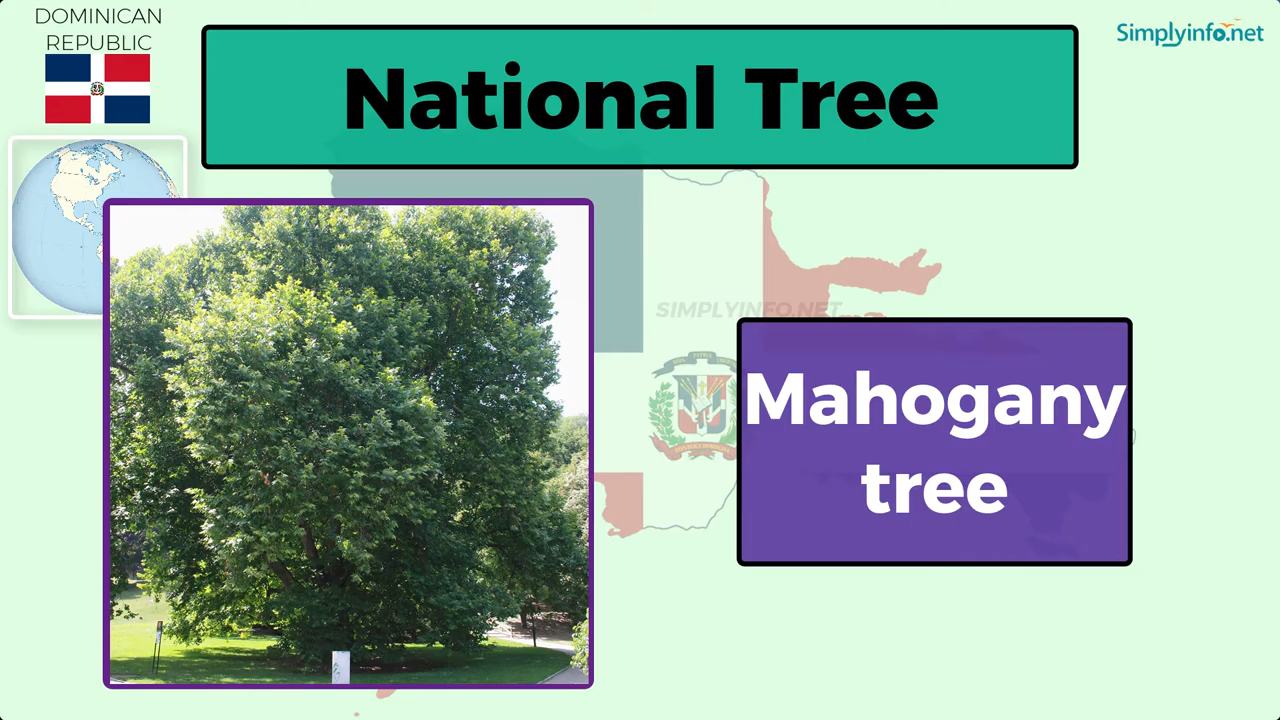 DOMINICAN
REPUBLIC
National Tree
Simplyinfo.net
SIMPLYINFO.NET
Mahogany
tree